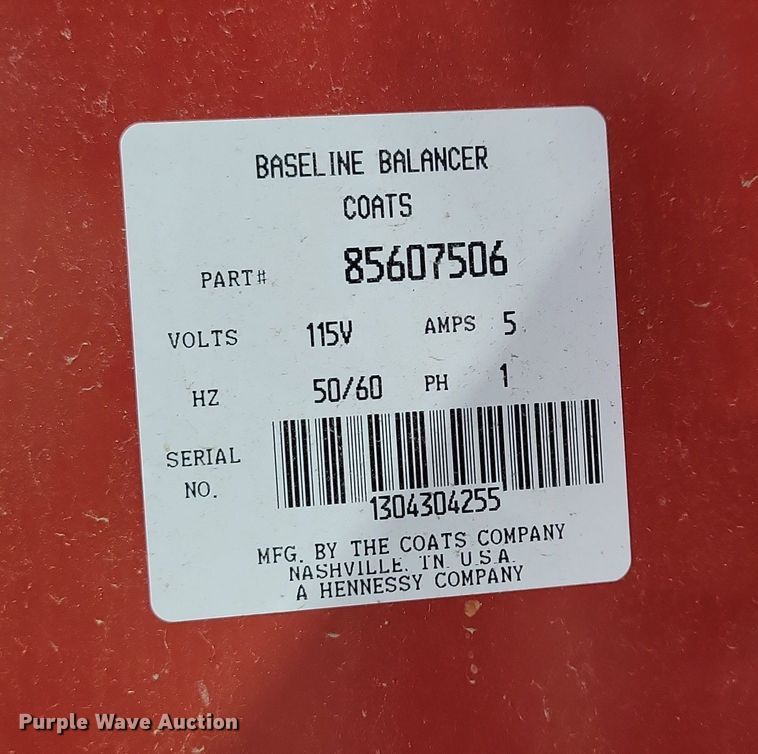 BASELINE BALANCER
COATS
PART# 85607506
VOLTS 115V AMPS 5
HZ 50/60 PH 1
SERIAL
NO.
1304304255
MFG. BY THE COATS COMPANY
NASHVILLE. TN. U.S.A.
A HENNESSY COMPANY
Purple Wave Auction